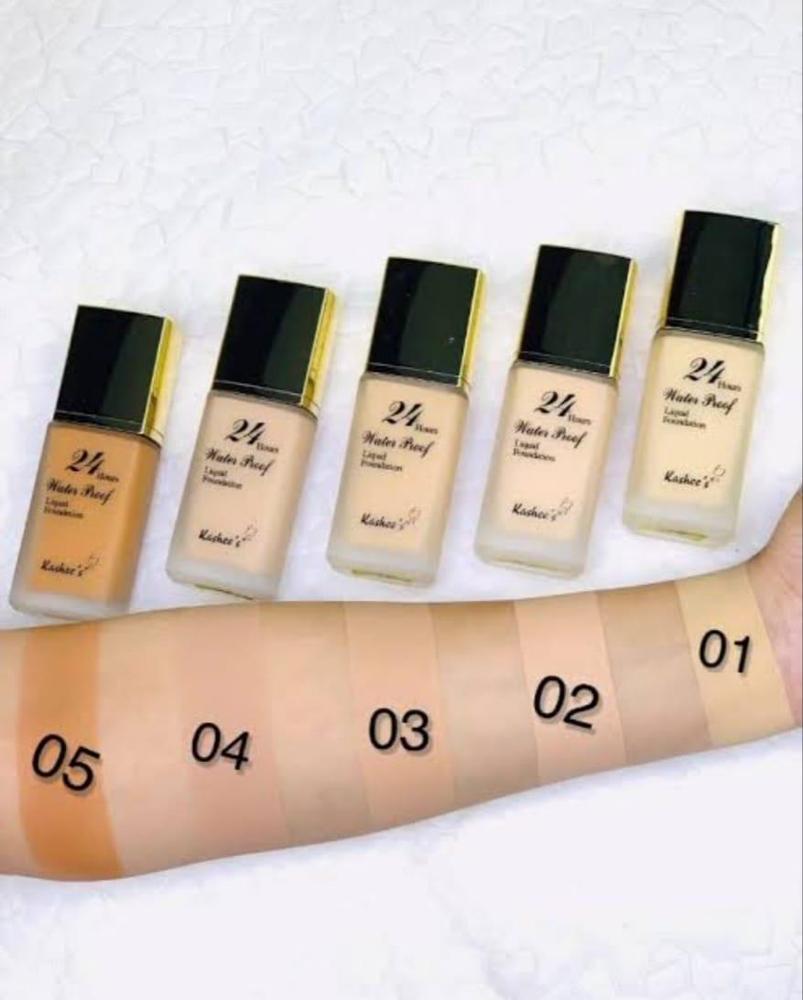 24 Hours
Water Proof
Liquid
Foundation
Kashee's
24 Hours
Water Proof
Liquid
Foundation
Kashee's
24 Hours
Water Proof
Liquid
Foundation
Kashee's
24 Hours
Water Proof
Liquid
Foundation
Kashee's
24 Hours
Water Proof
Liquid
Foundation
Kashee's
05
04
03
02
01